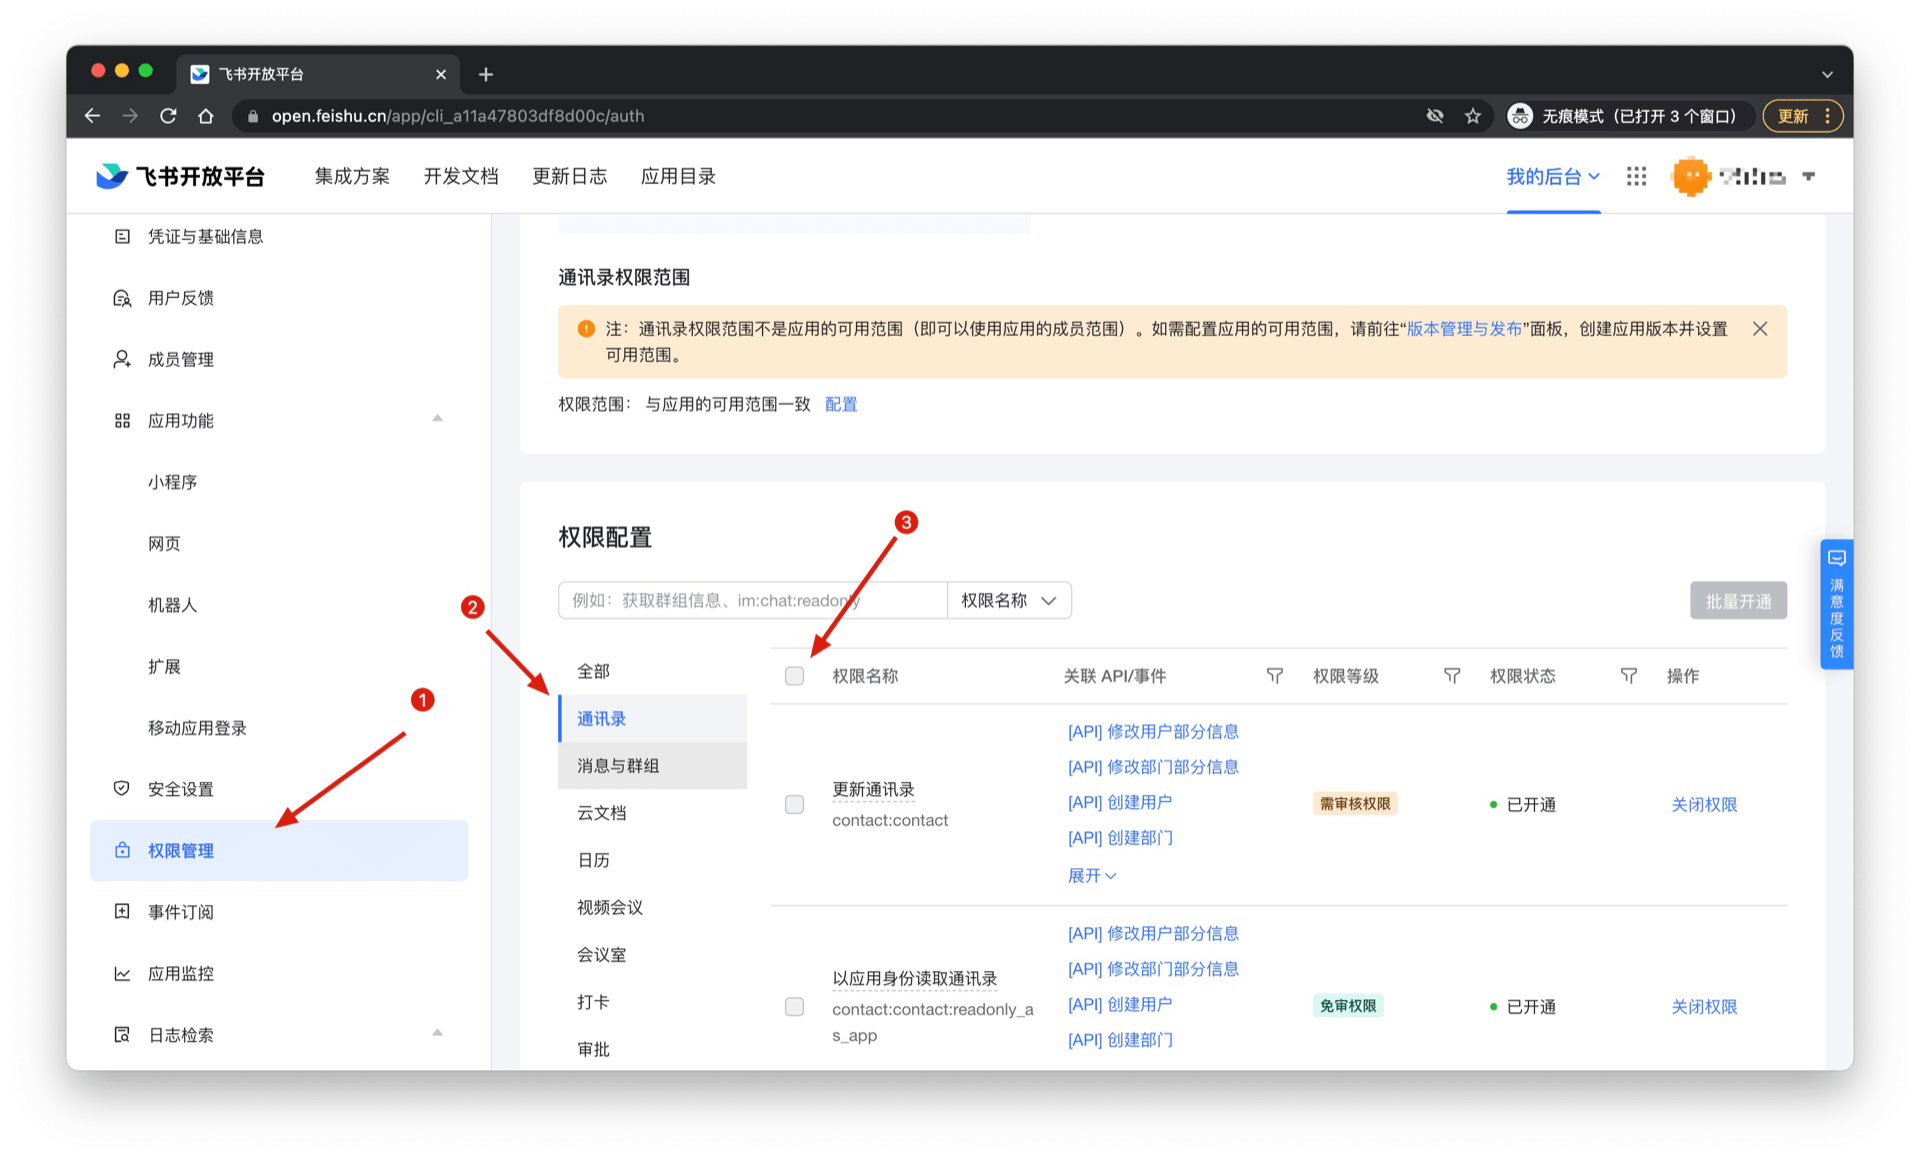 飞书开放平台
open.feishu.cn/app/cli_a11a47803df8d00c/auth
无痕模式（已打开 3 个窗口）
更新
飞书开放平台
集成方案
开发文档
更新日志
应用目录
我的后台
凭证与基础信息
用户反馈
成员管理
应用功能
小程序
网页
机器人
扩展
移动应用登录
安全设置
权限管理
事件订阅
应用监控
日志检索
1
通讯录权限范围
注：通讯录权限范围不是应用的可用范围（即可以使用应用的成员范围）。如需配置应用的可用范围，请前往“版本管理与发布”面板，创建应用版本并设置
可用范围。
权限范围： 与应用的可用范围一致 配置
权限配置
3
2
例如：获取群组信息、im:chat:readonly
权限名称
批量开通
全部
通讯录
消息与群组
云文档
日历
视频会议
会议室
打卡
审批
权限名称 关联 API/事件 权限等级 权限状态 操作
更新通讯录
contact:contact
[API] 修改用户部分信息
[API] 修改部门部分信息
[API] 创建用户
[API] 创建部门
展开
需审核权限
已开通
关闭权限
以应用身份读取通讯录
contact:contact:readonly_a
s_app
[API] 修改用户部分信息
[API] 修改部门部分信息
[API] 创建用户
[API] 创建部门
免审权限
已开通
关闭权限
满意度反馈